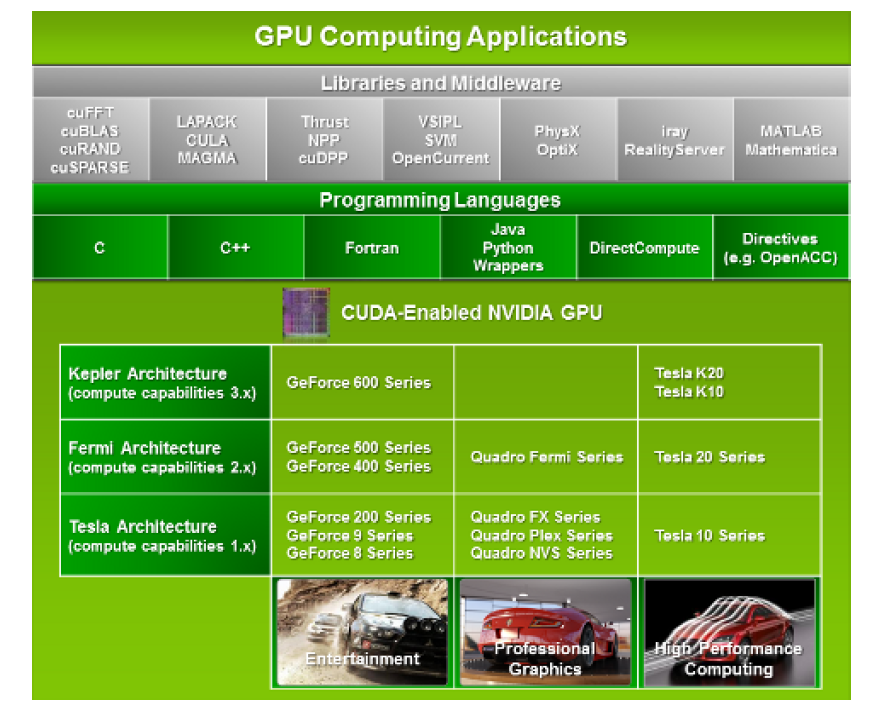 GPU Computing Applications
Libraries and Middleware
cuFFT
cuBLAS
cuRAND
cuSPARSE
LAPACK
CULA
MAGMA
Thrust
NPP
cuDPP
VSIPL
SVM
OpenCurrent
PhysX
OptiX
iray
RealityServer
MATLAB
Mathematica
Programming Languages
C
C++
Fortran
Java
Python
Wrappers
DirectCompute
Directives
(e.g. OpenACC)
CUDA-Enabled NVIDIA GPU
Kepler Architecture
(compute capabilities 3.x)
GeForce 600 Series
Tesla K20
Tesla K10
Fermi Architecture
(compute capabilities 2.x)
GeForce 500 Series
GeForce 400 Series
Quadro Fermi Series
Tesla 20 Series
Tesla Architecture
(compute capabilities 1.x)
GeForce 200 Series
GeForce 9 Series
GeForce 8 Series
Quadro FX Series
Quadro Plex Series
Quadro NVS Series
Tesla 10 Series
Entertainment
Professional
Graphics
High Performance
Computing